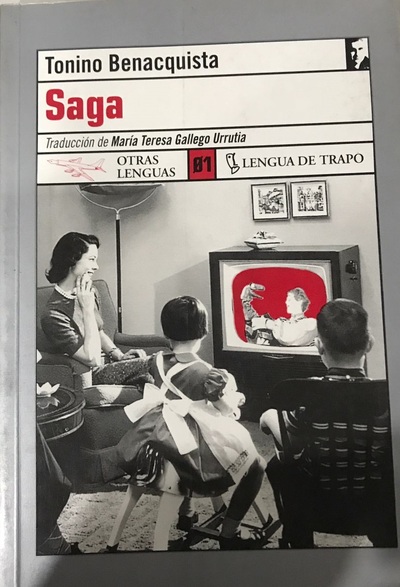 Tonino Benacquista
Saga
Traducción de María Teresa Gallego Urrutia
OTRAS
LENGUAS
01
LENGUA DE TRAPO